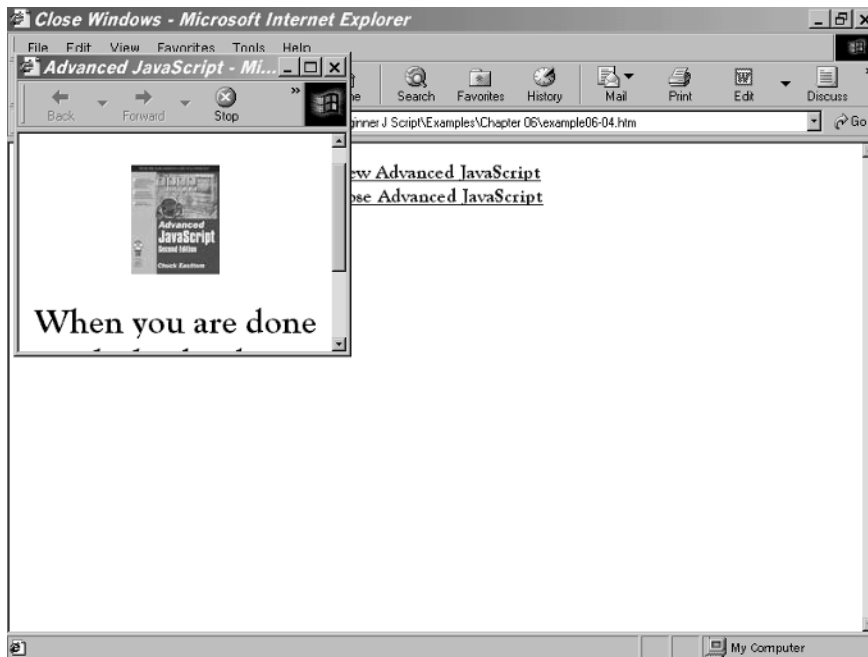 Close Windows - Microsoft Internet Explorer
File Edit View Favorites Tools Help
Advanced JavaScript - Mi...
Back Forward Stop »
Search Favorites History Mail Print Edit Discuss
ginner J Script\Examples\Chapter 06\example06-04.htm
Go
ew Advanced JavaScript
ose Advanced JavaScript
Advanced
JavaScript
Second Edition
Chuck Easttom
When you are done
My Computer